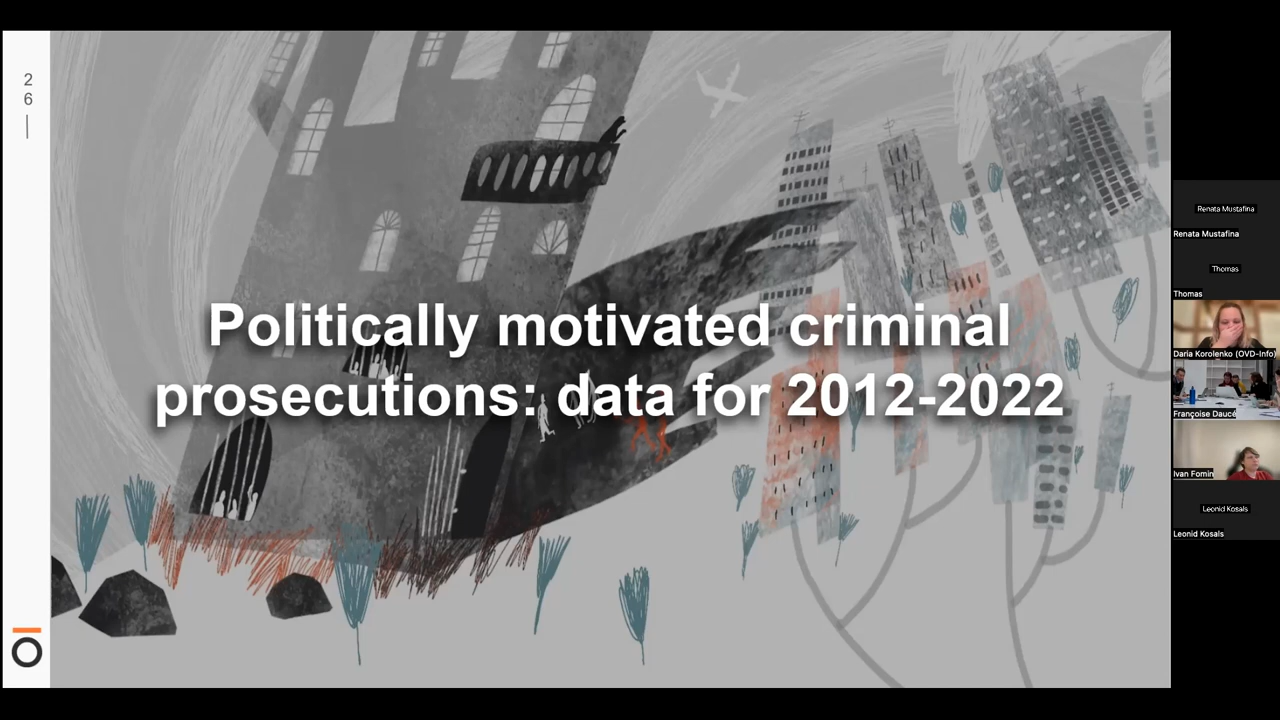 2
6
Politically motivated criminal
prosecutions: data for 2012-2022
Renata Mustafina
Renata Mustafina
Thomas
Thomas
Daria Korolenko (OVD-Info)
Françoise Daucé
Ivan Fomin
Leonid Kosals
Leonid Kosals